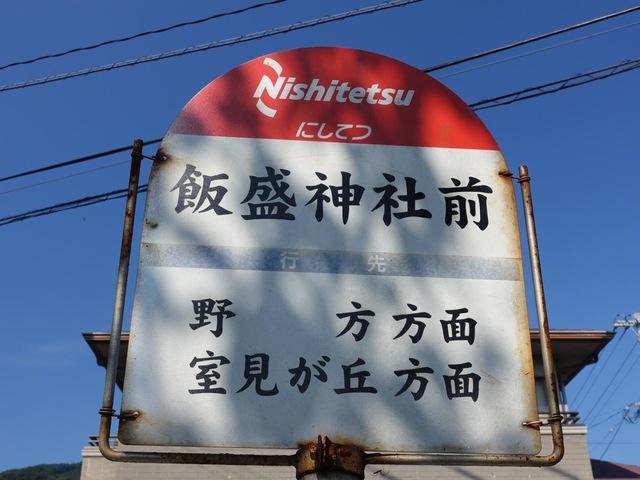 Nishitetsu
にしてつ
飯盛神社前
行先
野方方面
室見が丘方面